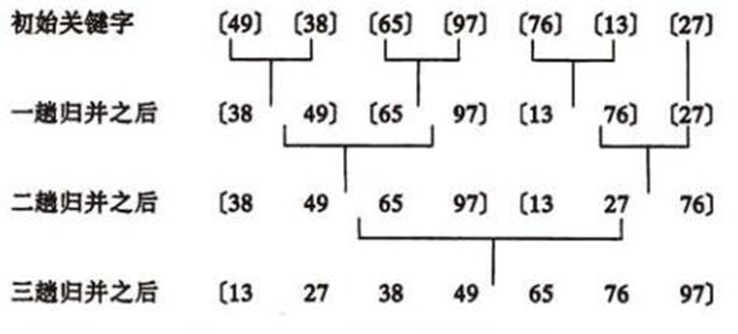 初始关键字 〔49〕 〔38〕 〔65〕 〔97〕 〔76〕 〔13〕 〔27〕
一趟归并之后 〔38 49〕 〔65 97〕 〔13 76〕 〔27〕
二趟归并之后 〔38 49 65 97〕 〔13 27 76〕
三趟归并之后 〔13 27 38 49 65 76 97〕